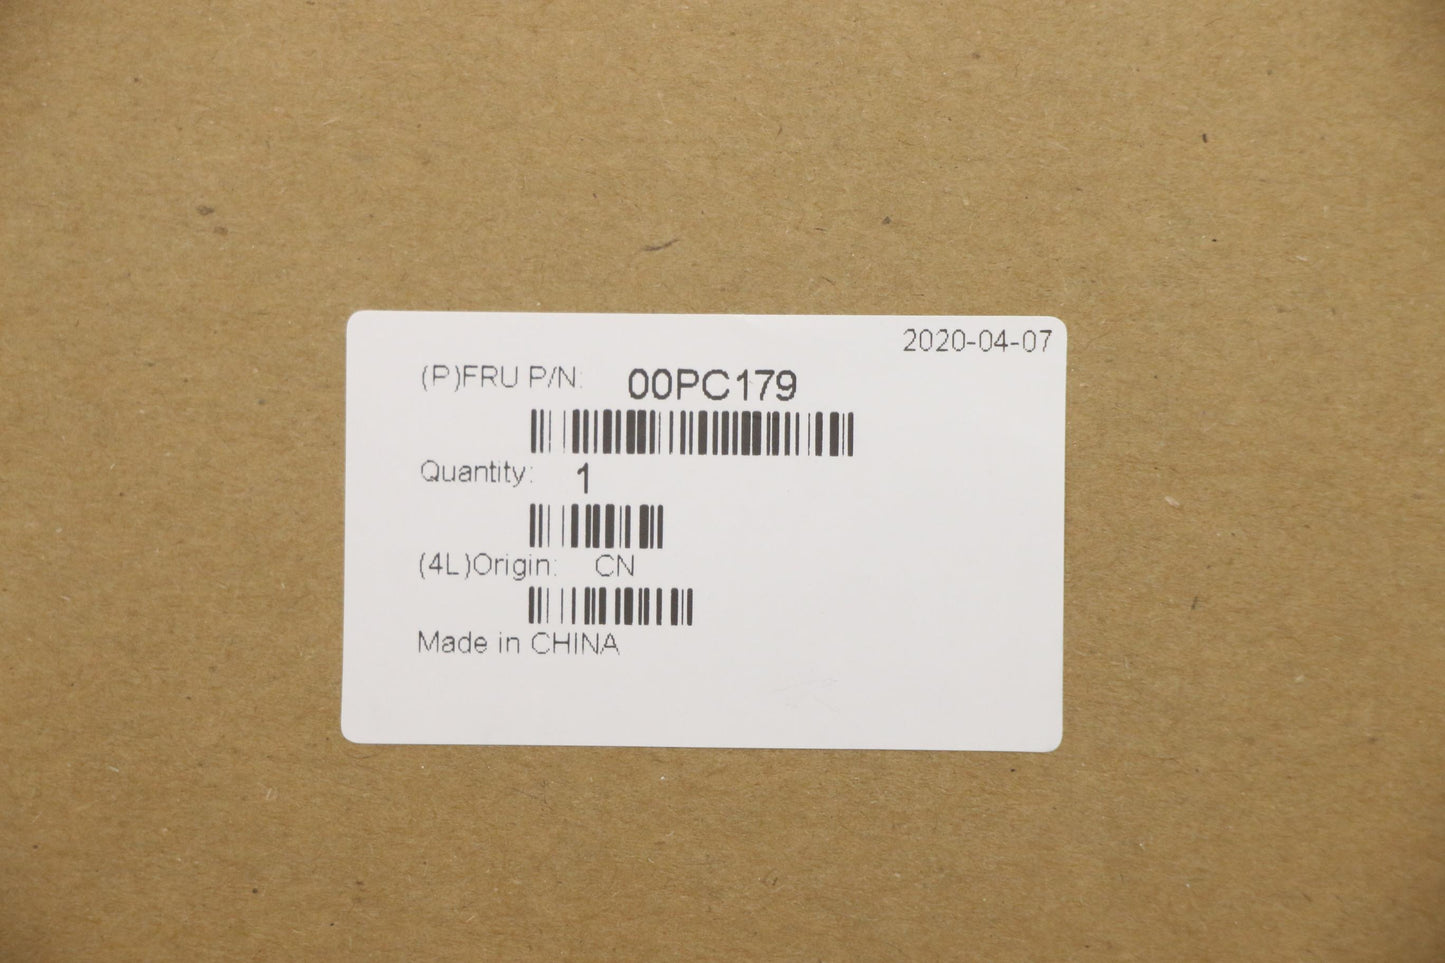 2020-04-07
(P)FRU P/N: 00PC179
Quantity: 1
(4L)Origin: CN
Made in CHINA